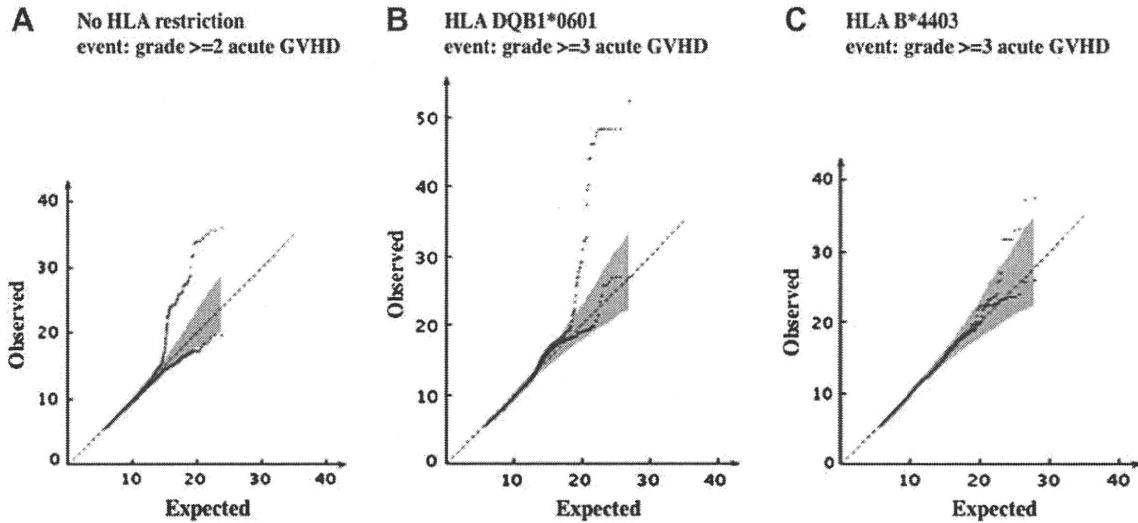 A
No HLA restriction
event: grade >=2 acute GVHD
40
30
20
10
0
Observed
10
20
30
40
Expected
B
HLA DQB1*0601
event: grade >=3 acute GVHD
50
40
30
20
10
0
Observed
10
20
30
40
Expected
C
HLA B*4403
event: grade >=3 acute GVHD
40
30
20
10
0
Observed
10
20
30
40
Expected